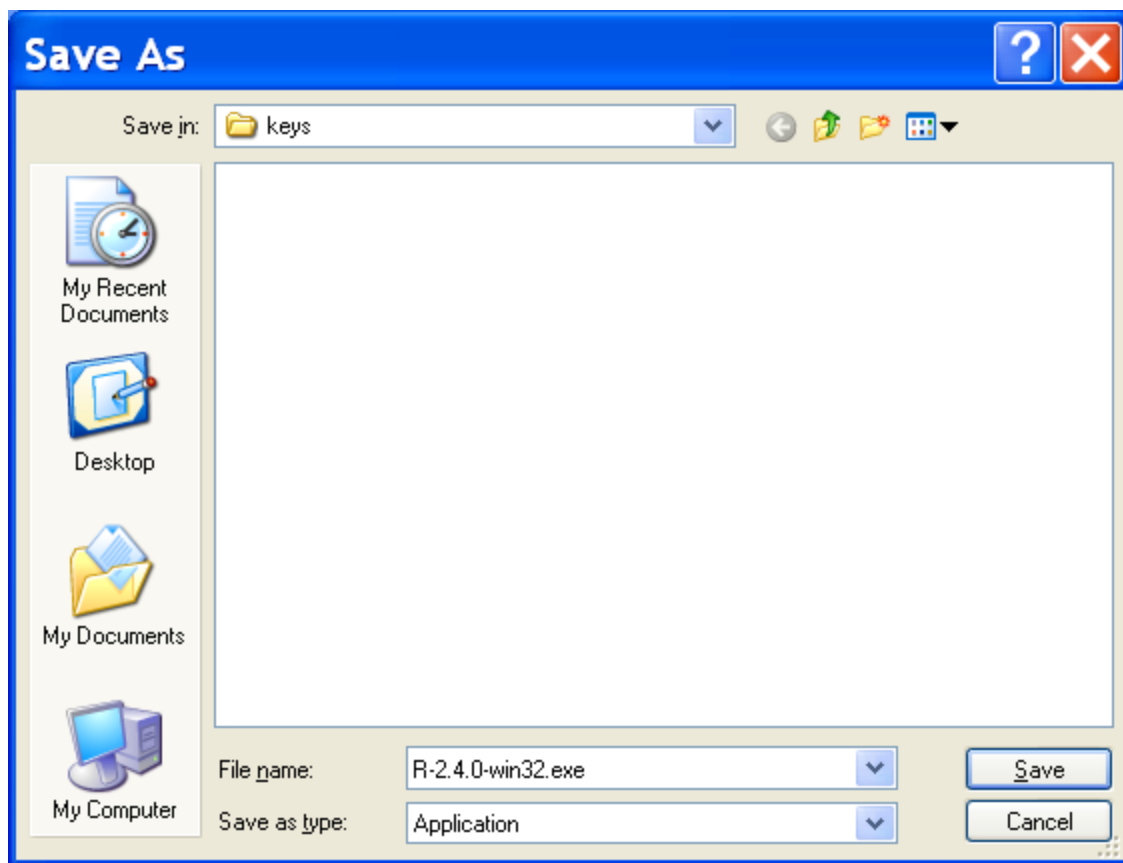 Save As
Save in:
keys
My Recent
Documents
Desktop
My Documents
My Computer
File name:
R-2.4.0-win32.exe
Save
Save as type:
Application
Cancel